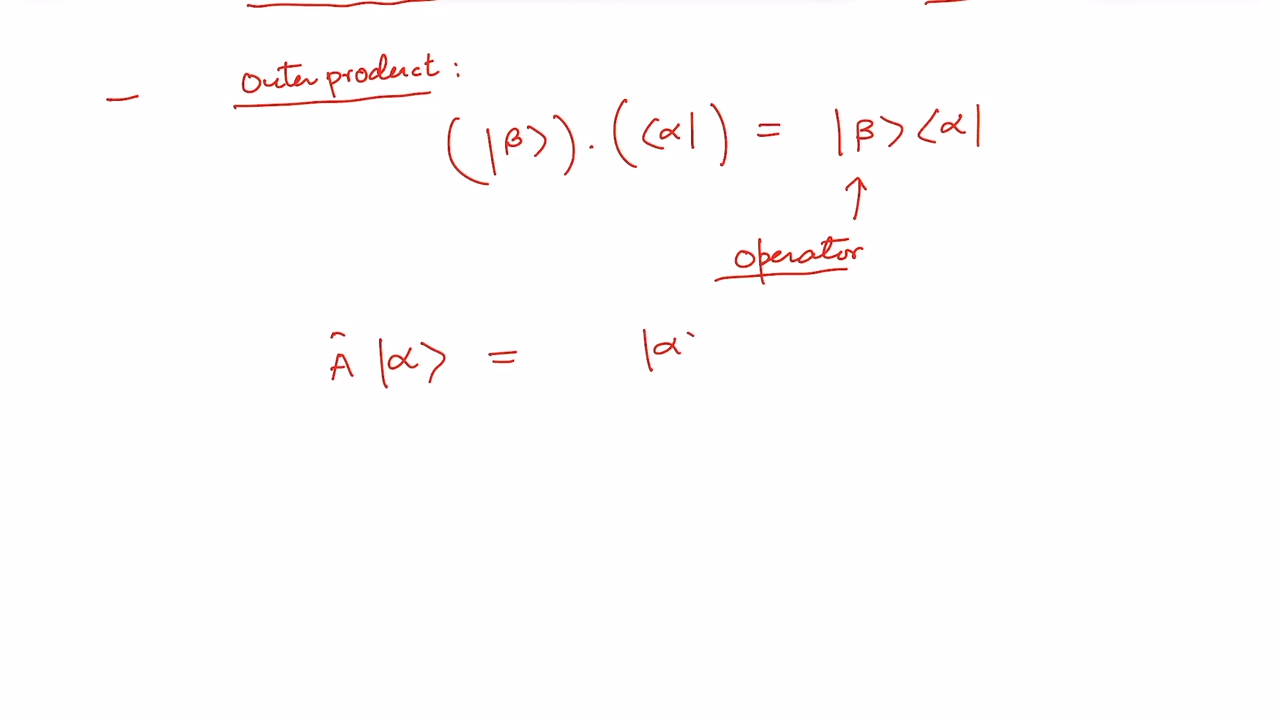 Outer product :
(|β⟩) . (⟨α|) = |β⟩⟨α|
↑
operator
Â |α⟩ = |α